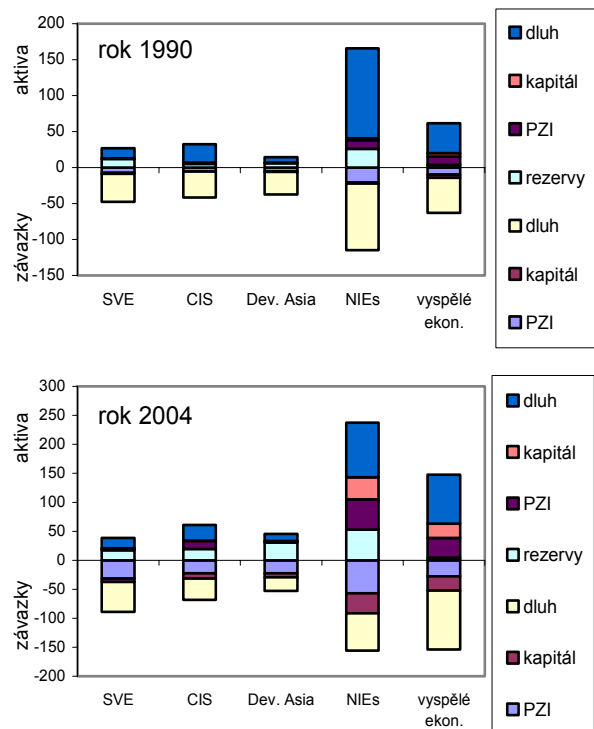 rok 1990
aktiva
závazky
200
150
100
50
0
-50
-100
-150
SVE
CIS
Dev. Asia
NIEs
vyspělé
ekon.
dluh
kapitál
PZI
rezervy
dluh
kapitál
PZI
rok 2004
aktiva
závazky
300
250
200
150
100
50
0
-50
-100
-150
-200
SVE
CIS
Dev. Asia
NIEs
vyspělé
ekon.
dluh
kapitál
PZI
rezervy
dluh
kapitál
PZI